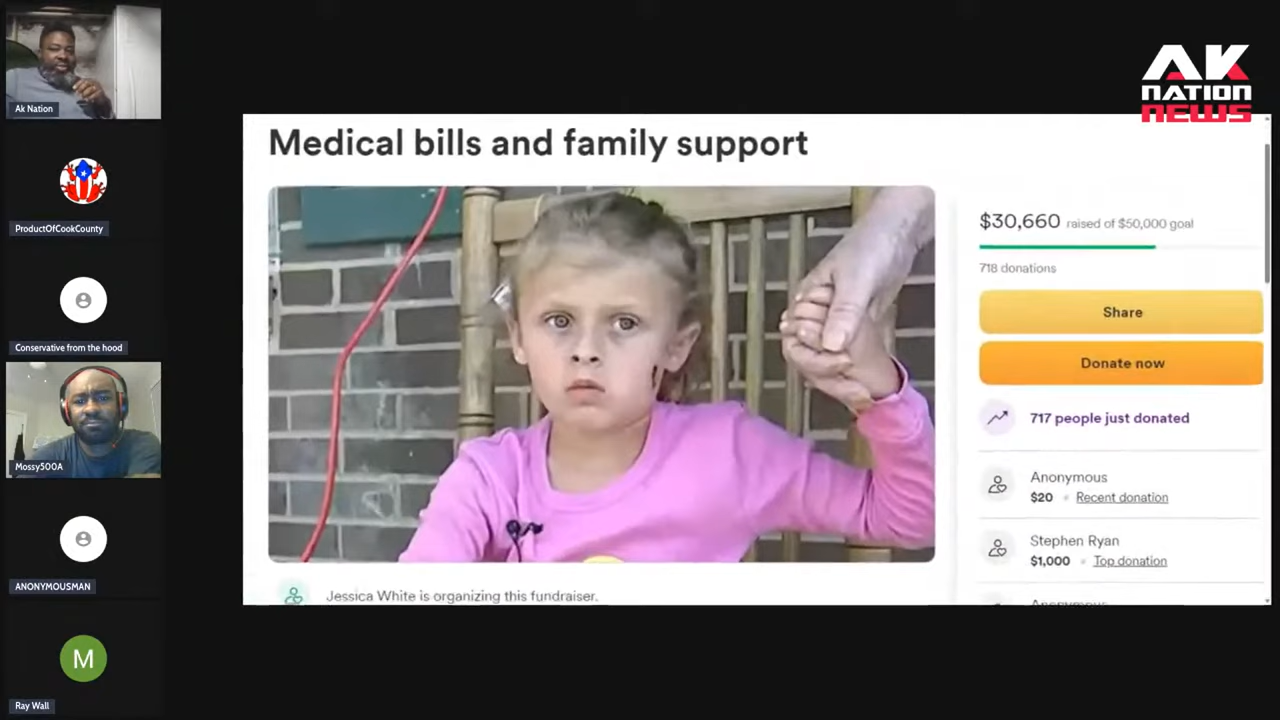 Ak Nation
ProductOfCookCounty
Conservative from the hood
Mossy500A
ANONYMOUSMAN
M
Ray Wall
AK
NATION
NEWS
Medical bills and family support
Jessica White is organizing this fundraiser.
$30,660 raised of $50,000 goal
718 donations
Share
Donate now
717 people just donated
Anonymous
$20 • Recent donation
Stephen Ryan
$1,000 • Top donation
Anonymous